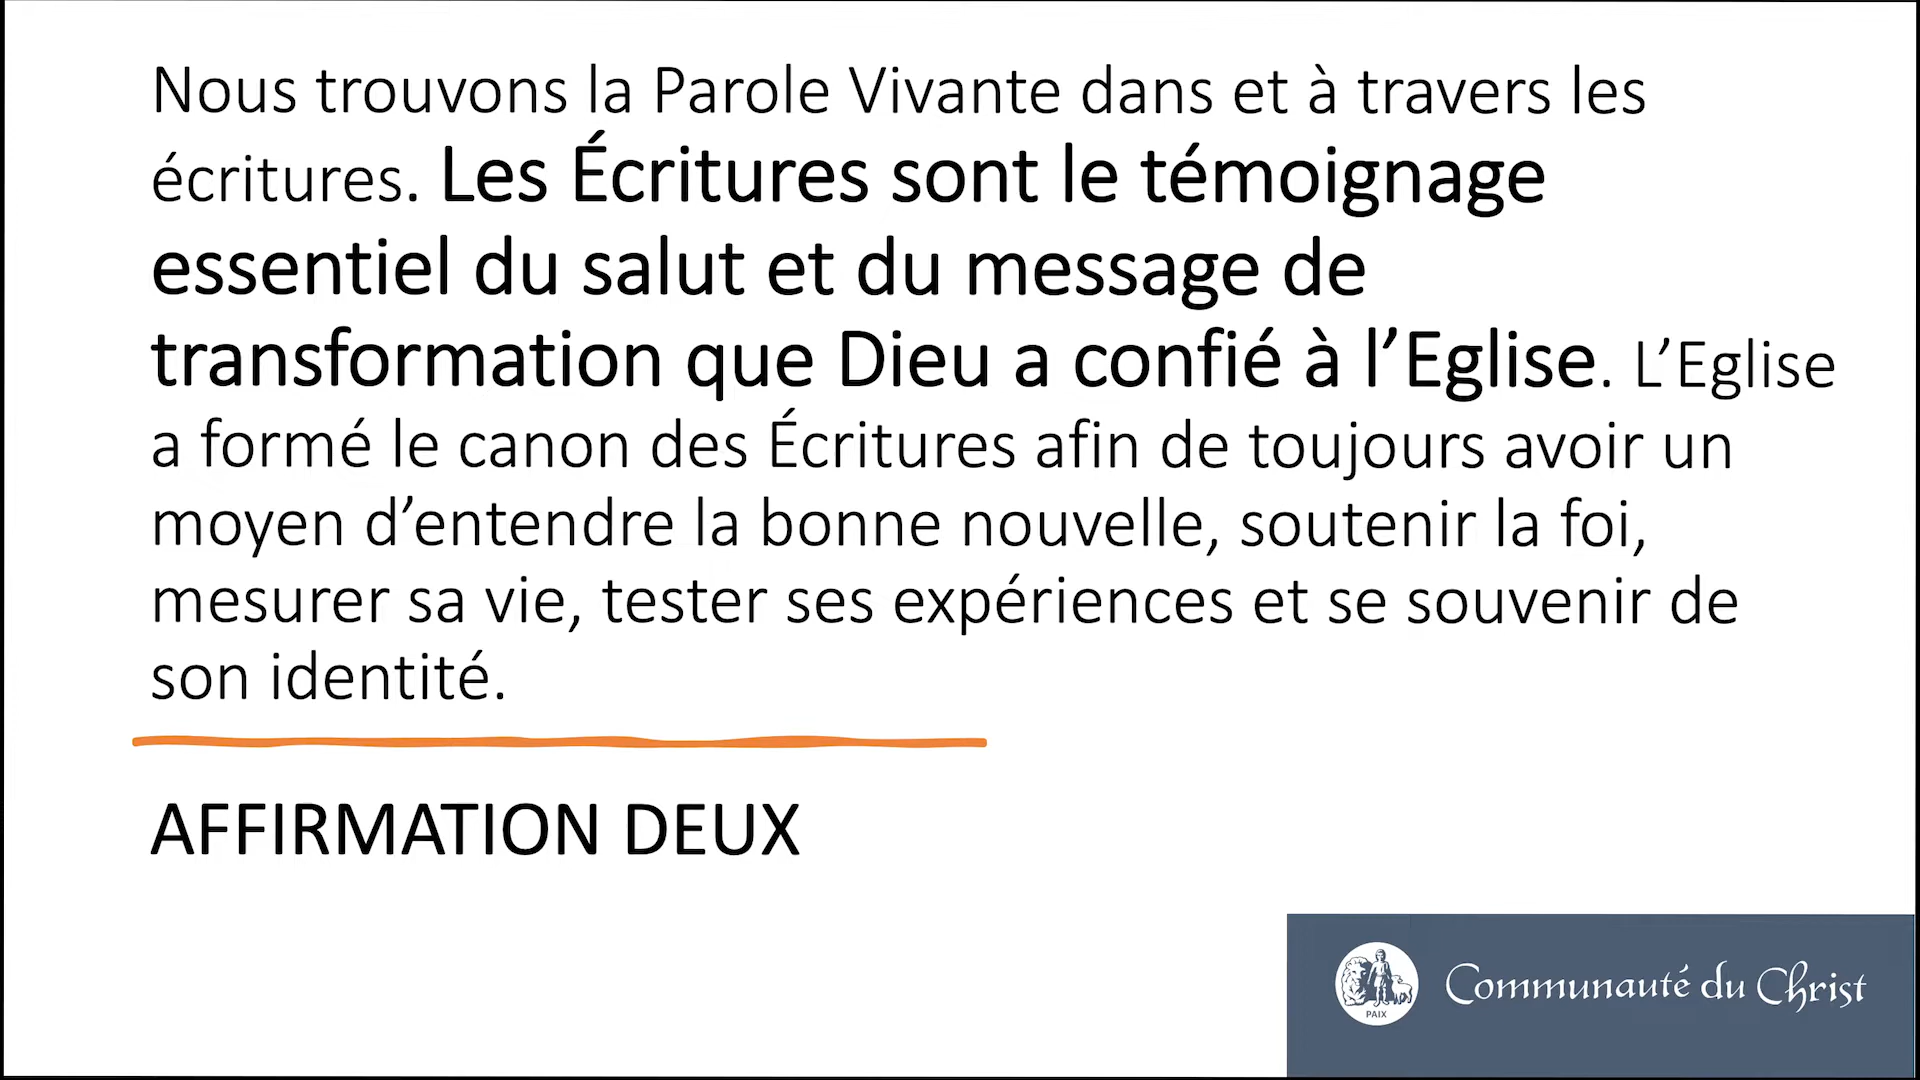 Nous trouvons la Parole Vivante dans et à travers les
écritures. Les Écritures sont le témoignage
essentiel du salut et du message de
transformation que Dieu a confié à l’Eglise. L’Eglise
a formé le canon des Écritures afin de toujours avoir un
moyen d’entendre la bonne nouvelle, soutenir la foi,
mesurer sa vie, tester ses expériences et se souvenir de
son identité.
AFFIRMATION DEUX
PAIX
Communauté du Christ